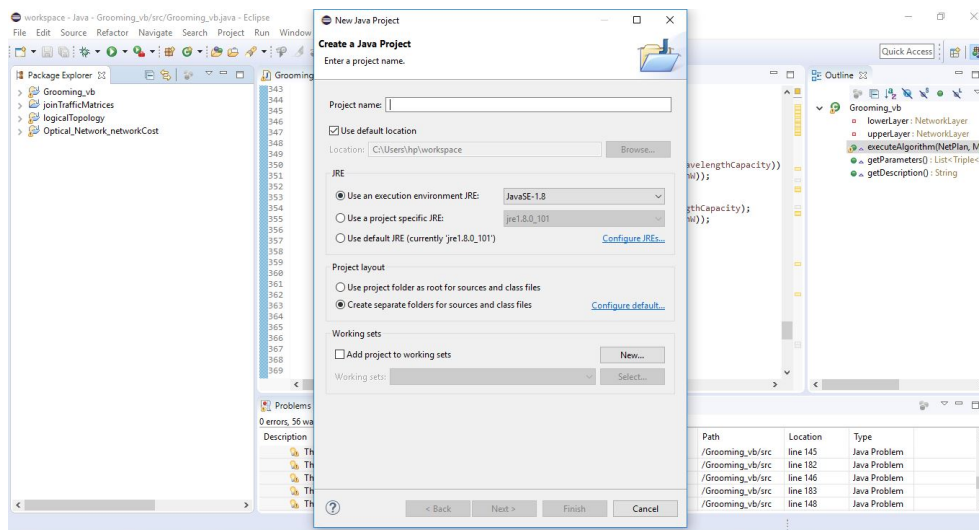 workspace - Java - Grooming_vb/src/Grooming_vb.java - Eclipse
File Edit Source Refactor Navigate Search Project Run Window
Quick Access
Package Explorer
Grooming_vb
joinTrafficMatrices
logicalTopology
Optical_Network_networkCost
Grooming
343
344
345
346
347
348
349
350
351
352
353
354
355
356
357
358
359
360
361
362
363
364
365
366
367
368
369
New Java Project
Create a Java Project
Enter a project name.
Project name:
Use default location
Location: C:\Users\hp\workspace Browse...
JRE
Use an execution environment JRE: JavaSE-1.8
Use a project specific JRE: jre1.8.0_101
Use default JRE (currently 'jre1.8.0_101') Configure JREs...
Project layout
Use project folder as root for sources and class files
Create separate folders for sources and class files Configure default...
Working sets
Add project to working sets New...
Working sets: Select...
? < Back Next > Finish Cancel
avelengthCapacity))
nW));
gthCapacity);
nW));
Outline
Grooming_vb
lowerLayer : NetworkLayer
upperLayer : NetworkLayer
executeAlgorithm(NetPlan, M
getParameters() : List<Triple<
getDescription() : String
Problems
0 errors, 56 wa
Description Path Location Type
Th /Grooming_vb/src line 145 Java Problem
Th /Grooming_vb/src line 182 Java Problem
Th /Grooming_vb/src line 146 Java Problem
Th /Grooming_vb/src line 183 Java Problem
Th /Grooming_vb/src line 148 Java Problem